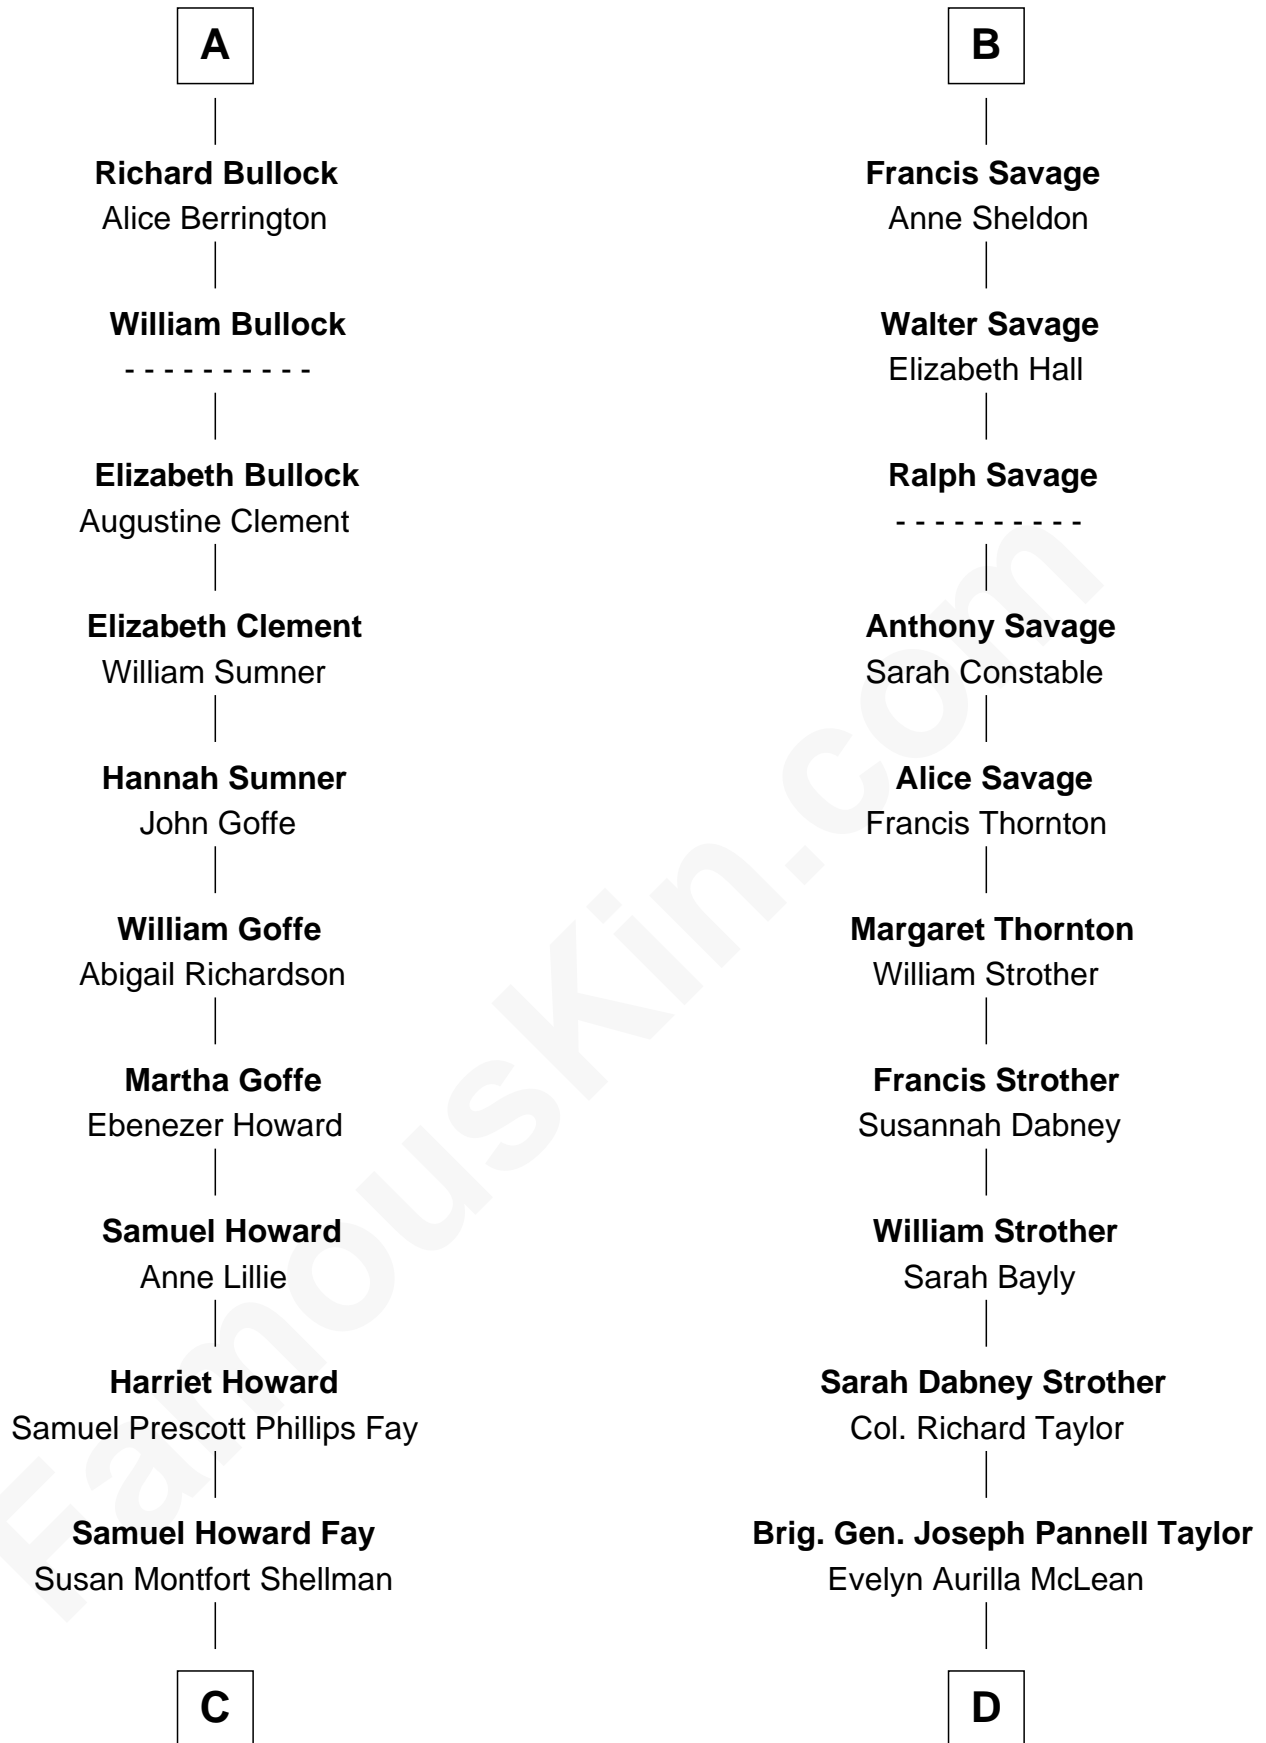 A
Richard Bullock
Alice Berrington
William Bullock
- - - - - - - - - -
Elizabeth Bullock
Augustine Clement
Elizabeth Clement
William Sumner
Hannah Sumner
John Goffe
William Goffe
Abigail Richardson
Martha Goffe
Ebenezer Howard
Samuel Howard
Anne Lillie
Harriet Howard
Samuel Prescott Phillips Fay
Samuel Howard Fay
Susan Montfort Shellman
C
B
Francis Savage
Anne Sheldon
Walter Savage
Elizabeth Hall
Ralph Savage
- - - - - - - - - -
Anthony Savage
Sarah Constable
Alice Savage
Francis Thornton
Margaret Thornton
William Strother
Francis Strother
Susannah Dabney
William Strother
Sarah Bayly
Sarah Dabney Strother
Col. Richard Taylor
Brig. Gen. Joseph Pannell Taylor
Evelyn Aurilla McLean
D
FamousKin.com